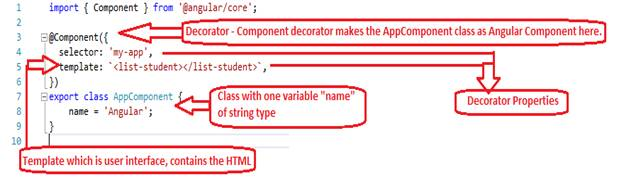 1 import { Component } from '@angular/core';
2
3 @Component({
Decorator - Component decorator makes the AppComponent class as Angular Component here.
4 selector: 'my-app',
5 template: `<list-student></list-student>`,
6 })
Decorator Properties
7 export class AppComponent {
8 name = 'Angular';
9 }
10
Class with one variable "name"
of string type
Template which is user interface, contains the HTML